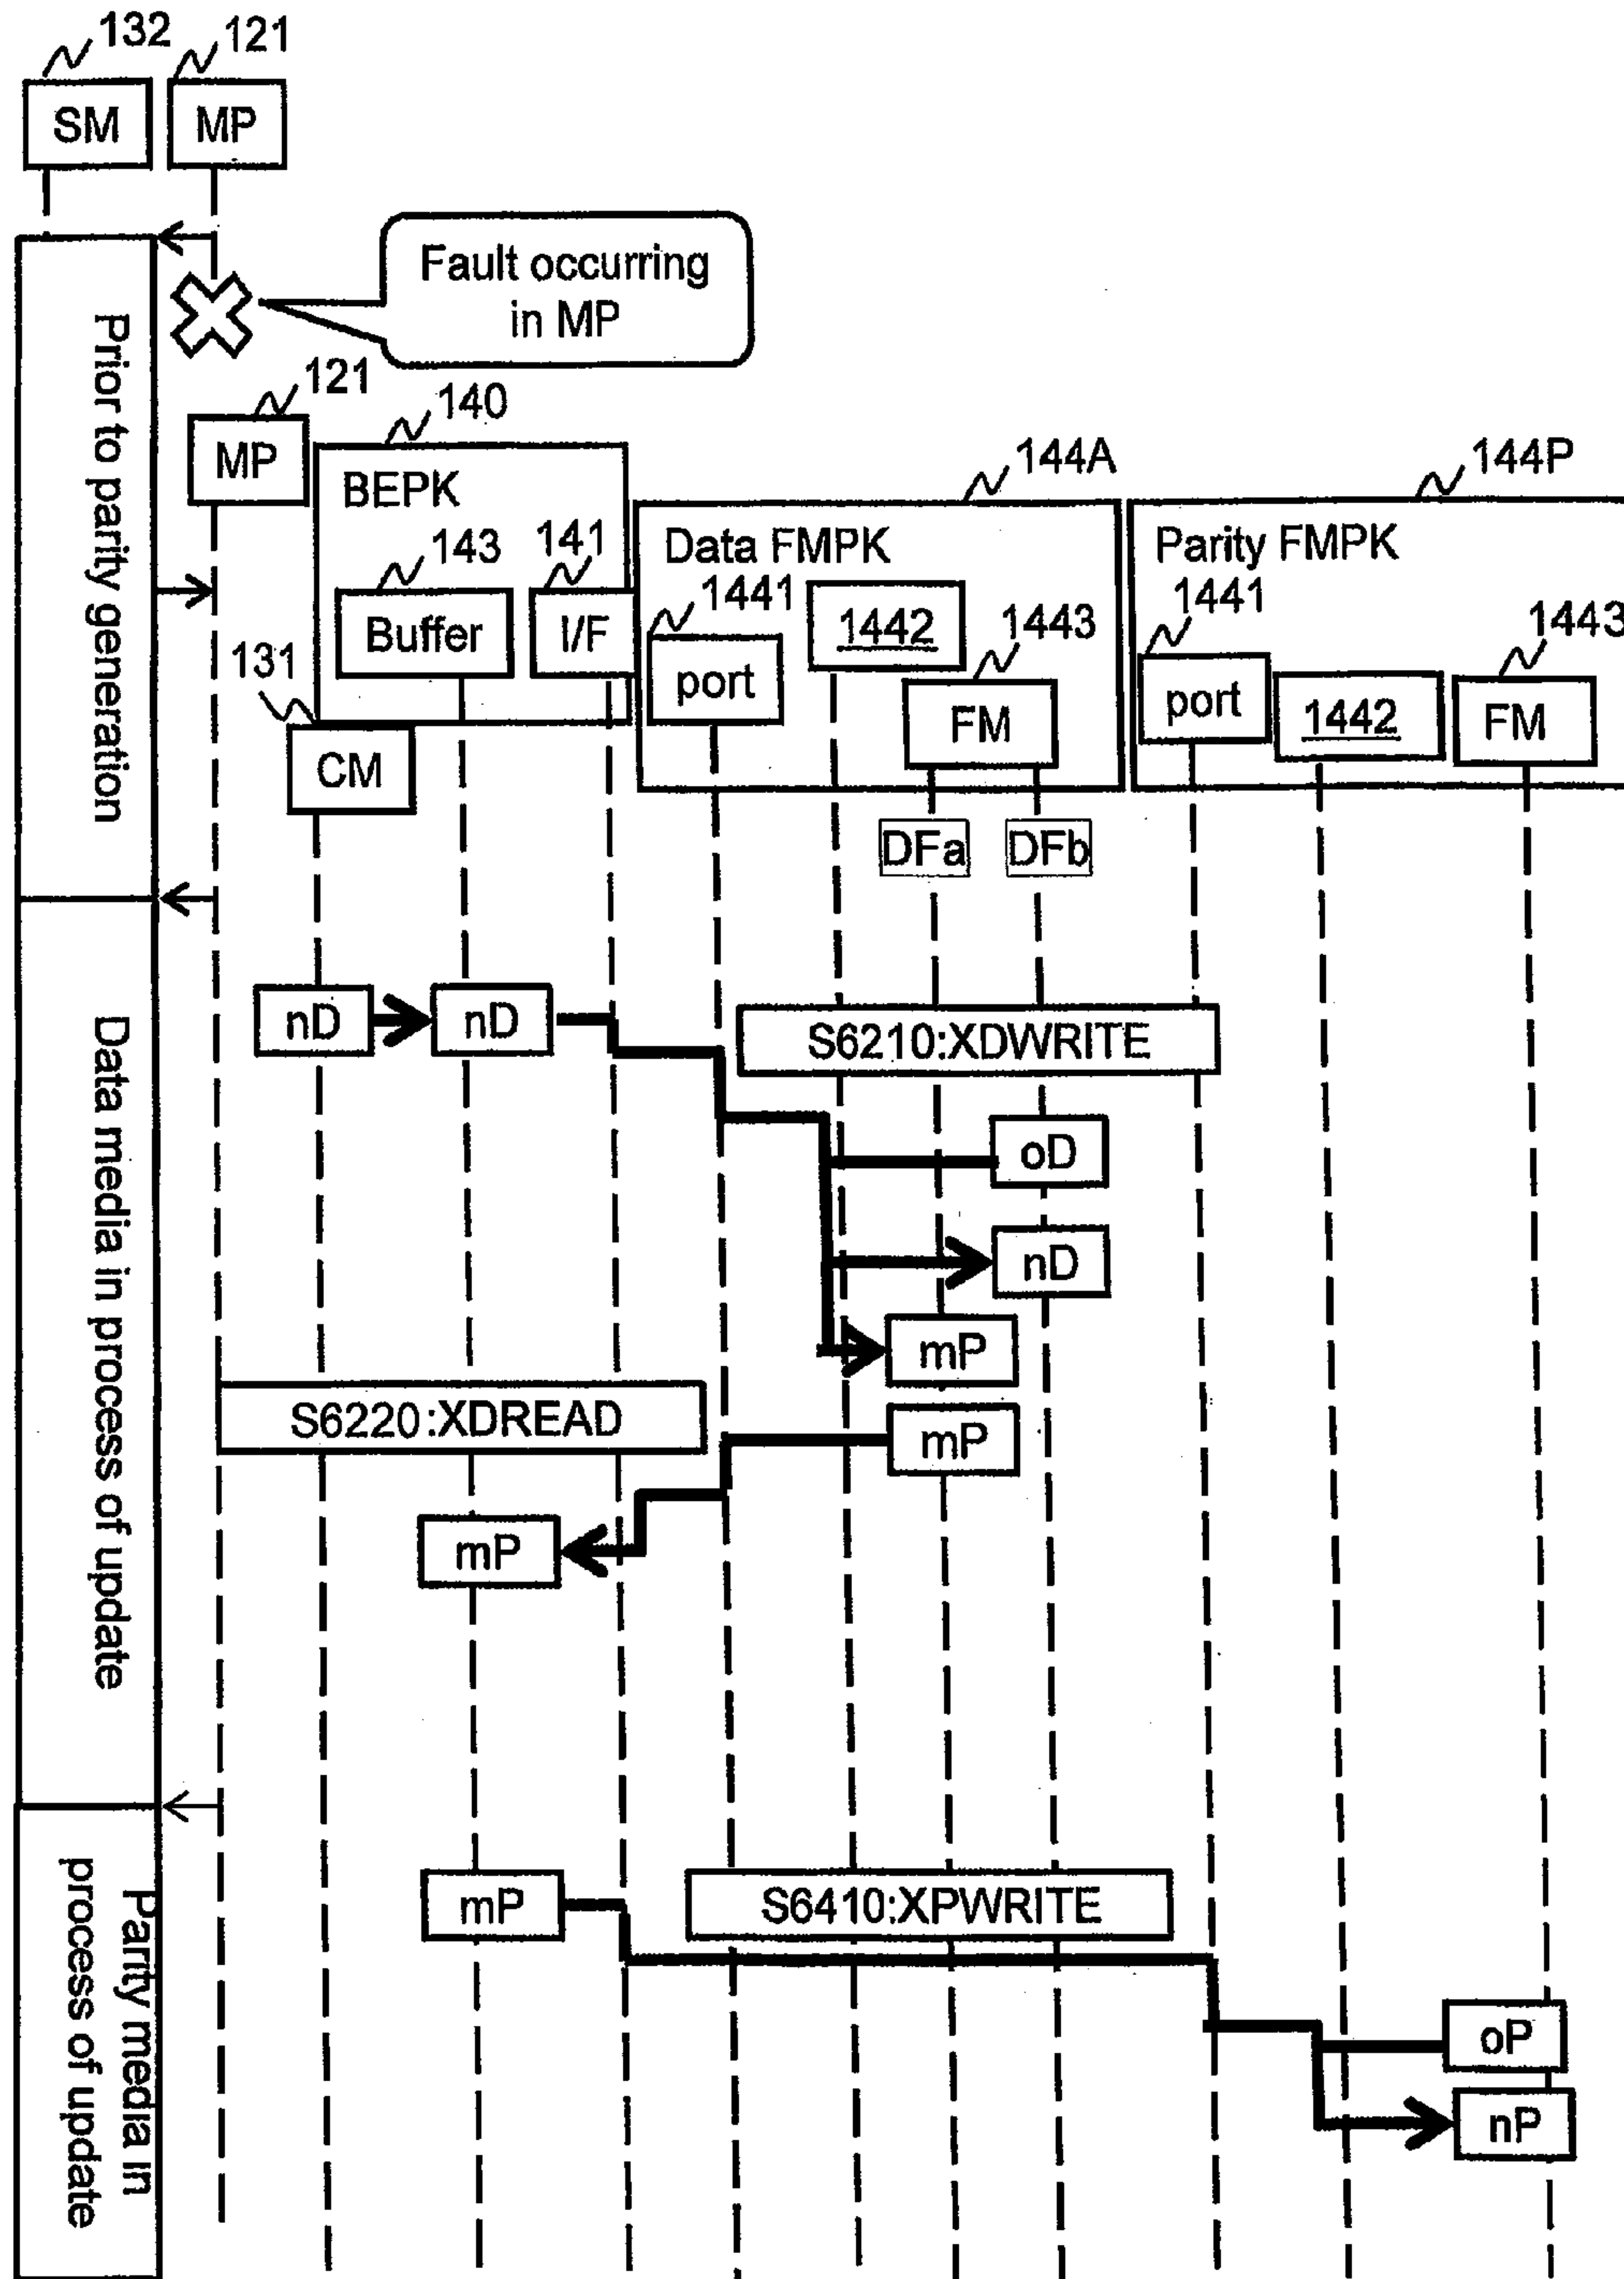 132
121
SM
MP
Fault occurring
in MP
Prior to parity generation
121
140
MP
BEPK
144A
144P
143
141
Data FMPK
Parity FMPK
1441
1442
1443
1441
1443
Buffer
I/F
port
FM
port
1442
FM
131
CM
DFa
DFb
Data media in process of update
nD
nD
S6210:XDWRITE
oD
nD
mP
S6220:XDREAD
mP
mP
Parity media in
process of update
mP
S6410:XPWRITE
oP
nP